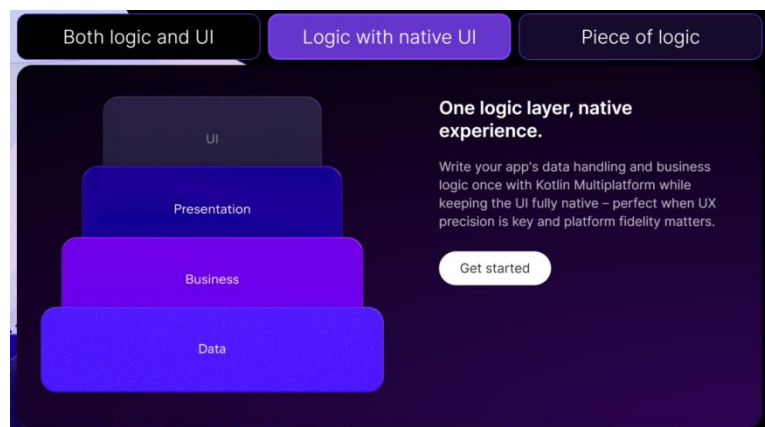 Both logic and UI
Logic with native UI
Piece of logic
UI
Presentation
Business
Data
One logic layer, native
experience.
Write your app's data handling and business
logic once with Kotlin Multiplatform while
keeping the UI fully native – perfect when UX
precision is key and platform fidelity matters.
Get started